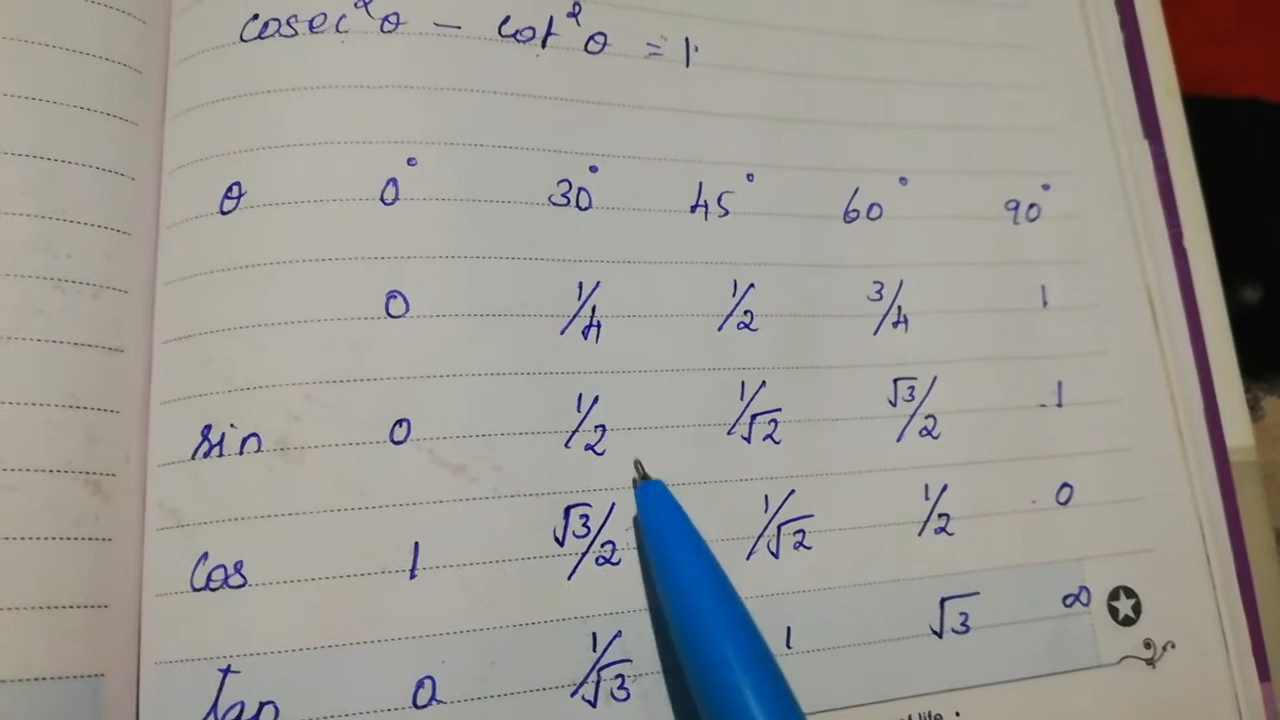 cosec²θ - cot²θ = 1
θ 0° 30° 45° 60° 90°
0 1/4 1/2 3/4 1
sin 0 1/2 1/√2 √3/2 1
cos 1 √3/2 1/√2 1/2 0
tan 0 1/√3 1 √3 ∞
of life .